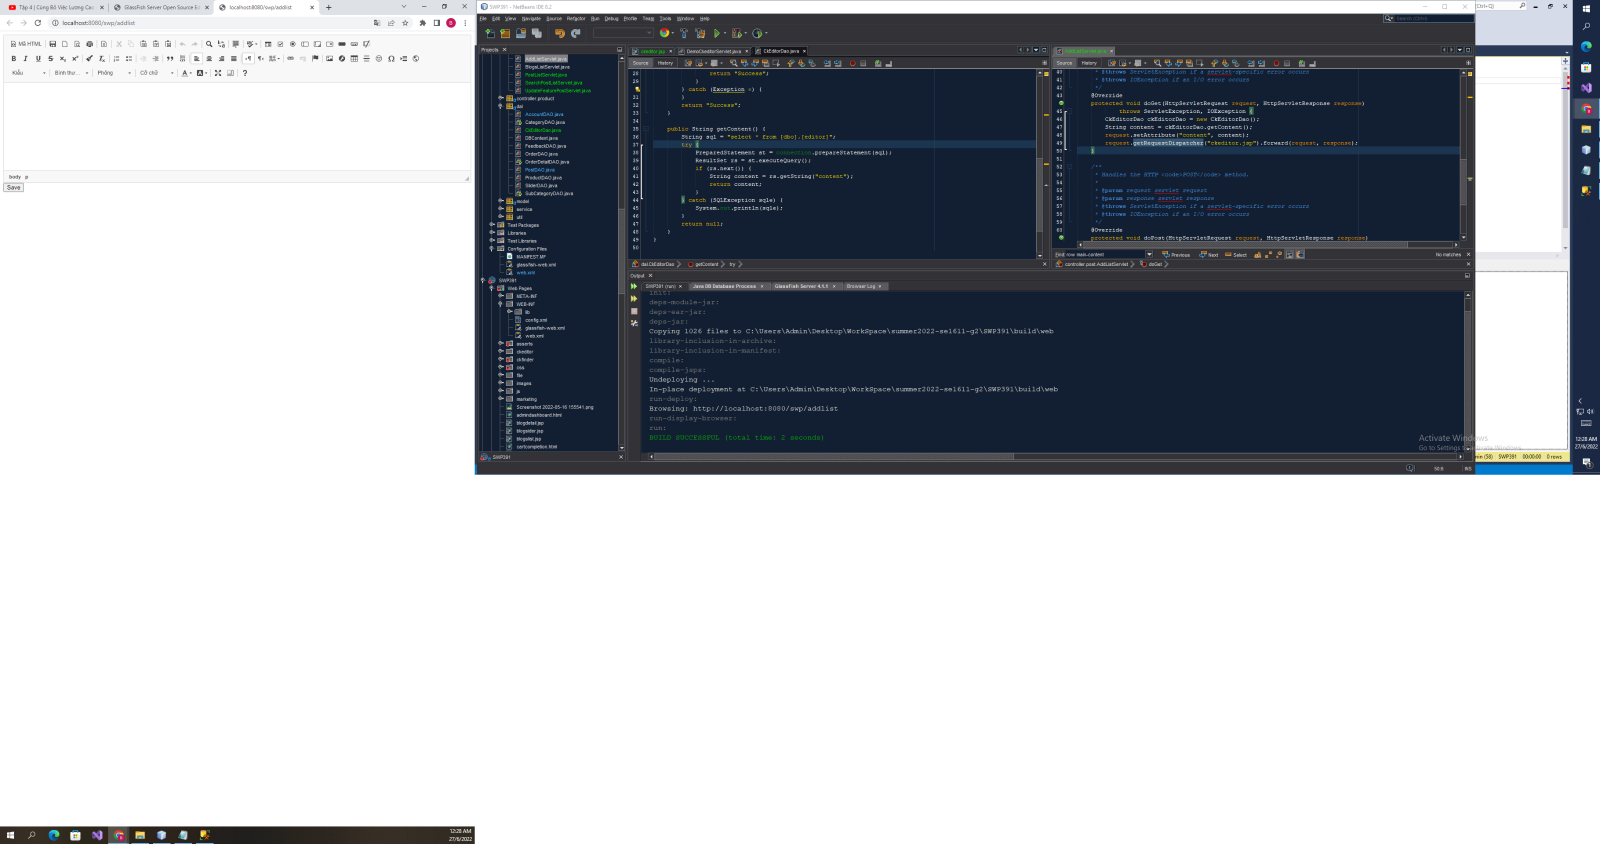 Tập 4 | Công Bố Việc Lương Cao
GlassFish Server Open Source Edi
localhost:8080/swp/addlist
localhost:8080/swp/addlist
Mã HTML
Kiểu
Bình thư...
Phông
Cỡ chữ
body p
Save
12:28 AM
27/6/2022
SWP391 - NetBeans IDE 8.2
File Edit View Navigate Source Refactor Run Debug Profile Team Tools Window Help
Search (Ctrl+I)
Projects
AddListServlet.java
BlogsListServlet.java
PostListServlet.java
SearchPostListServlet.java
UpdateFeaturePostServlet.java
controller.product
dal
AccountDAO.java
CategoryDAO.java
CkEditorDao.java
DBContext.java
FeedbackDAO.java
OrderDAO.java
OrderDetailDAO.java
PostDAO.java
ProductDAO.java
SliderDAO.java
SubCategoryDAO.java
model
service
util
Test Packages
Libraries
Test Libraries
Configuration Files
MANIFEST.MF
glassfish-web.xml
web.xml
SWP391
Web Pages
META-INF
WEB-INF
lib
config.xml
glassfish-web.xml
web.xml
asserts
ckeditor
ckfinder
css
file
images
js
marketing
Screenshot 2022-05-16 155541.png
admindashboard.html
blogdetail.jsp
blogsider.jsp
blogslist.jsp
cartcompletion.html
SWP391
ckeditor.jsp
DemoCkeditorServlet.java
CkEditorDao.java
Source History
28 return "Success";
29 }
} catch (Exception e) {
31 }
32 return "Success";
33 }
35 public String getContent() {
36 String sql = "select * from [dbo].[editor]";
37 try {
38 PreparedStatement st = connection.prepareStatement(sql);
39 ResultSet rs = st.executeQuery();
40 if (rs.next()) {
41 String content = rs.getString("content");
42 return content;
43 }
44 } catch (SQLException sqle) {
45 System.out.println(sqle);
46 }
47 return null;
48 }
49 }
50
dal.CkEditorDao getContent try
AddListServlet.java
Source History
40 * @throws ServletException if a servlet-specific error occurs
41 * @throws IOException if an I/O error occurs
42 */
43 @Override
protected void doGet(HttpServletRequest request, HttpServletResponse response)
45 throws ServletException, IOException {
46 CkEditorDao ckEditorDao = new CkEditorDao();
47 String content = ckEditorDao.getContent();
48 request.setAttribute("content", content);
49 request.getRequestDispatcher("ckeditor.jsp").forward(request, response);
50 }
52 /**
53 * Handles the HTTP <code>POST</code> method.
54 *
55 * @param request servlet request
56 * @param response servlet response
57 * @throws ServletException if a servlet-specific error occurs
58 * @throws IOException if an I/O error occurs
59 */
60 @Override
protected void doPost(HttpServletRequest request, HttpServletResponse response)
Find: row main-content
Previous Next Select
No matches
controller.post.AddListServlet doGet
Output
SWP391 (run) Java DB Database Process GlassFish Server 4.1.1 Browser Log
init:
deps-module-jar:
deps-ear-jar:
deps-jar:
Copying 1026 files to C:\Users\Admin\Desktop\WorkSpace\summer2022-se1611-g2\SWP391\build\web
library-inclusion-in-archive:
library-inclusion-in-manifest:
compile:
compile-jsps:
Undeploying ...
In-place deployment at C:\Users\Admin\Desktop\WorkSpace\summer2022-se1611-g2\SWP391\build\web
run-deploy:
Browsing: http://localhost:8080/swp/addlist
run-display-browser:
run:
BUILD SUCCESSFUL (total time: 2 seconds)
Activate Windows
Go to Settings to activate Windows.
50:6 INS
Ctrl+Q)
min (58) SWP391 00:00:00 0 rows
12:28 AM
27/6/2022